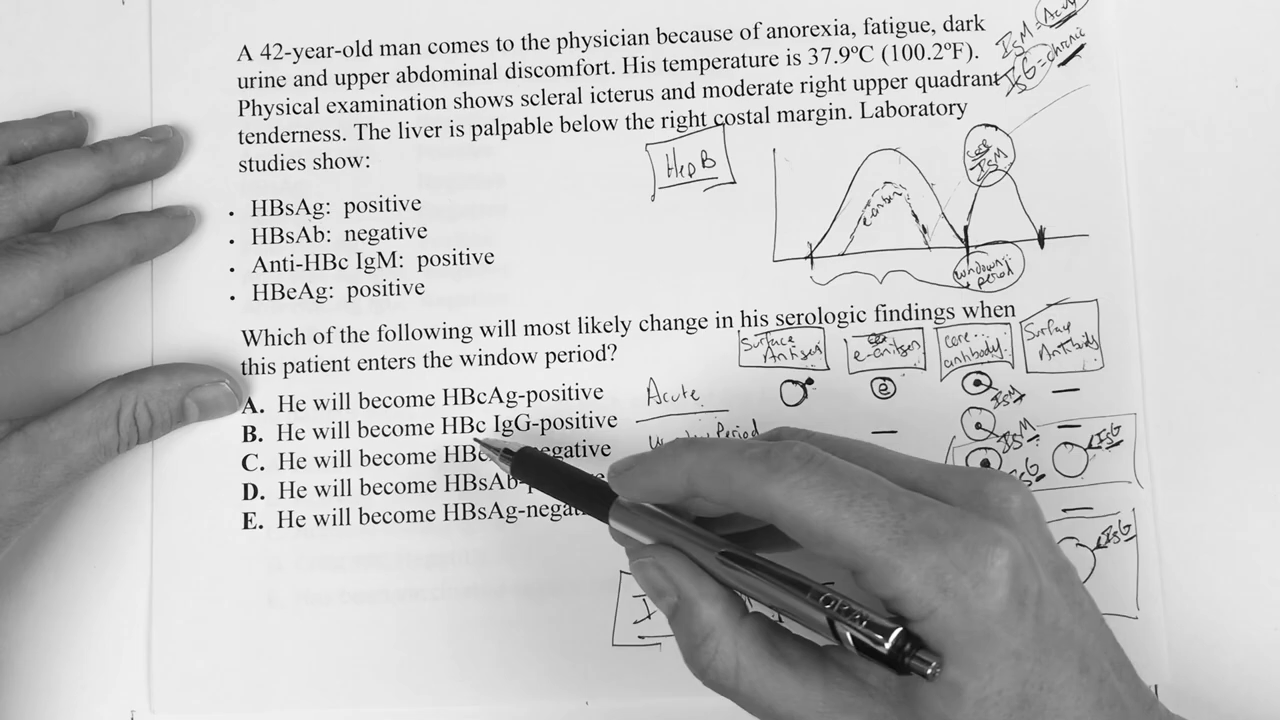 A 42-year-old man comes to the physician because of anorexia, fatigue, dark
urine and upper abdominal discomfort. His temperature is 37.9ºC (100.2ºF).
Physical examination shows scleral icterus and moderate right upper quadrant
tenderness. The liver is palpable below the right costal margin. Laboratory
studies show:
IgM = Acute
IgG = chronic
Hep B
core
IgM
e-antigen
window
period
. HBsAg: positive
. HBsAb: negative
. Anti-HBc IgM: positive
. HBeAg: positive
Which of the following will most likely change in his serologic findings when
this patient enters the window period?
Surface Antigen
e-antigen
core antibody
Surface Antibody
A. He will become HBcAg-positive
B. He will become HBc IgG-positive
C. He will become negative
D. He will become HBsAb
E. He will become HBsAg
Acute
IgM
Period
IgM
IgG
IgG
IgG